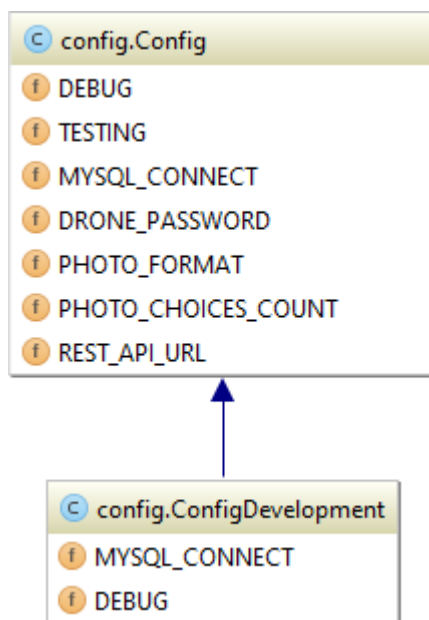 C config.Config
f DEBUG
f TESTING
f MYSQL_CONNECT
f DRONE_PASSWORD
f PHOTO_FORMAT
f PHOTO_CHOICES_COUNT
f REST_API_URL
C config.ConfigDevelopment
f MYSQL_CONNECT
f DEBUG